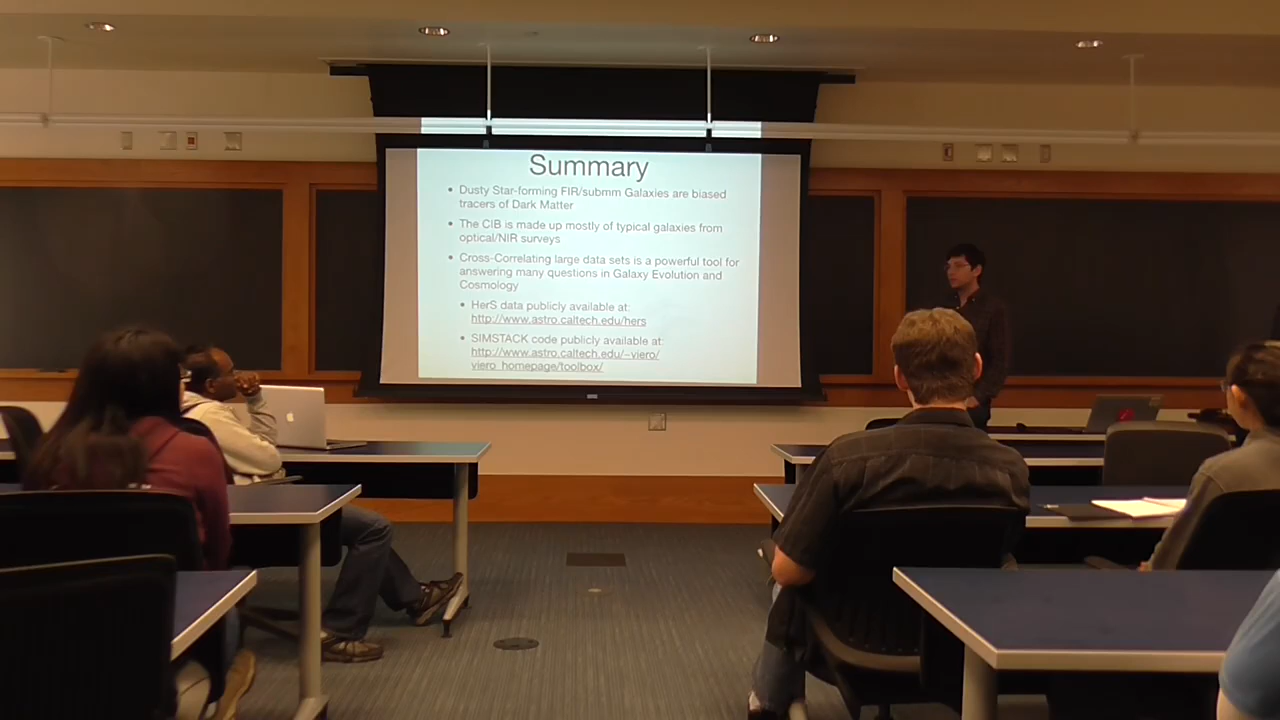 Summary
• Dusty Star-forming FIR/submm Galaxies are biased
tracers of Dark Matter
• The CIB is made up mostly of typical galaxies from
optical/NIR surveys
• Cross-Correlating large data sets is a powerful tool for
answering many questions in Galaxy Evolution and
Cosmology
• HerS data publicly available at:
http://www.astro.caltech.edu/hers
• SIMSTACK code publicly available at:
http://www.astro.caltech.edu/~viero/
viero_homepage/toolbox/